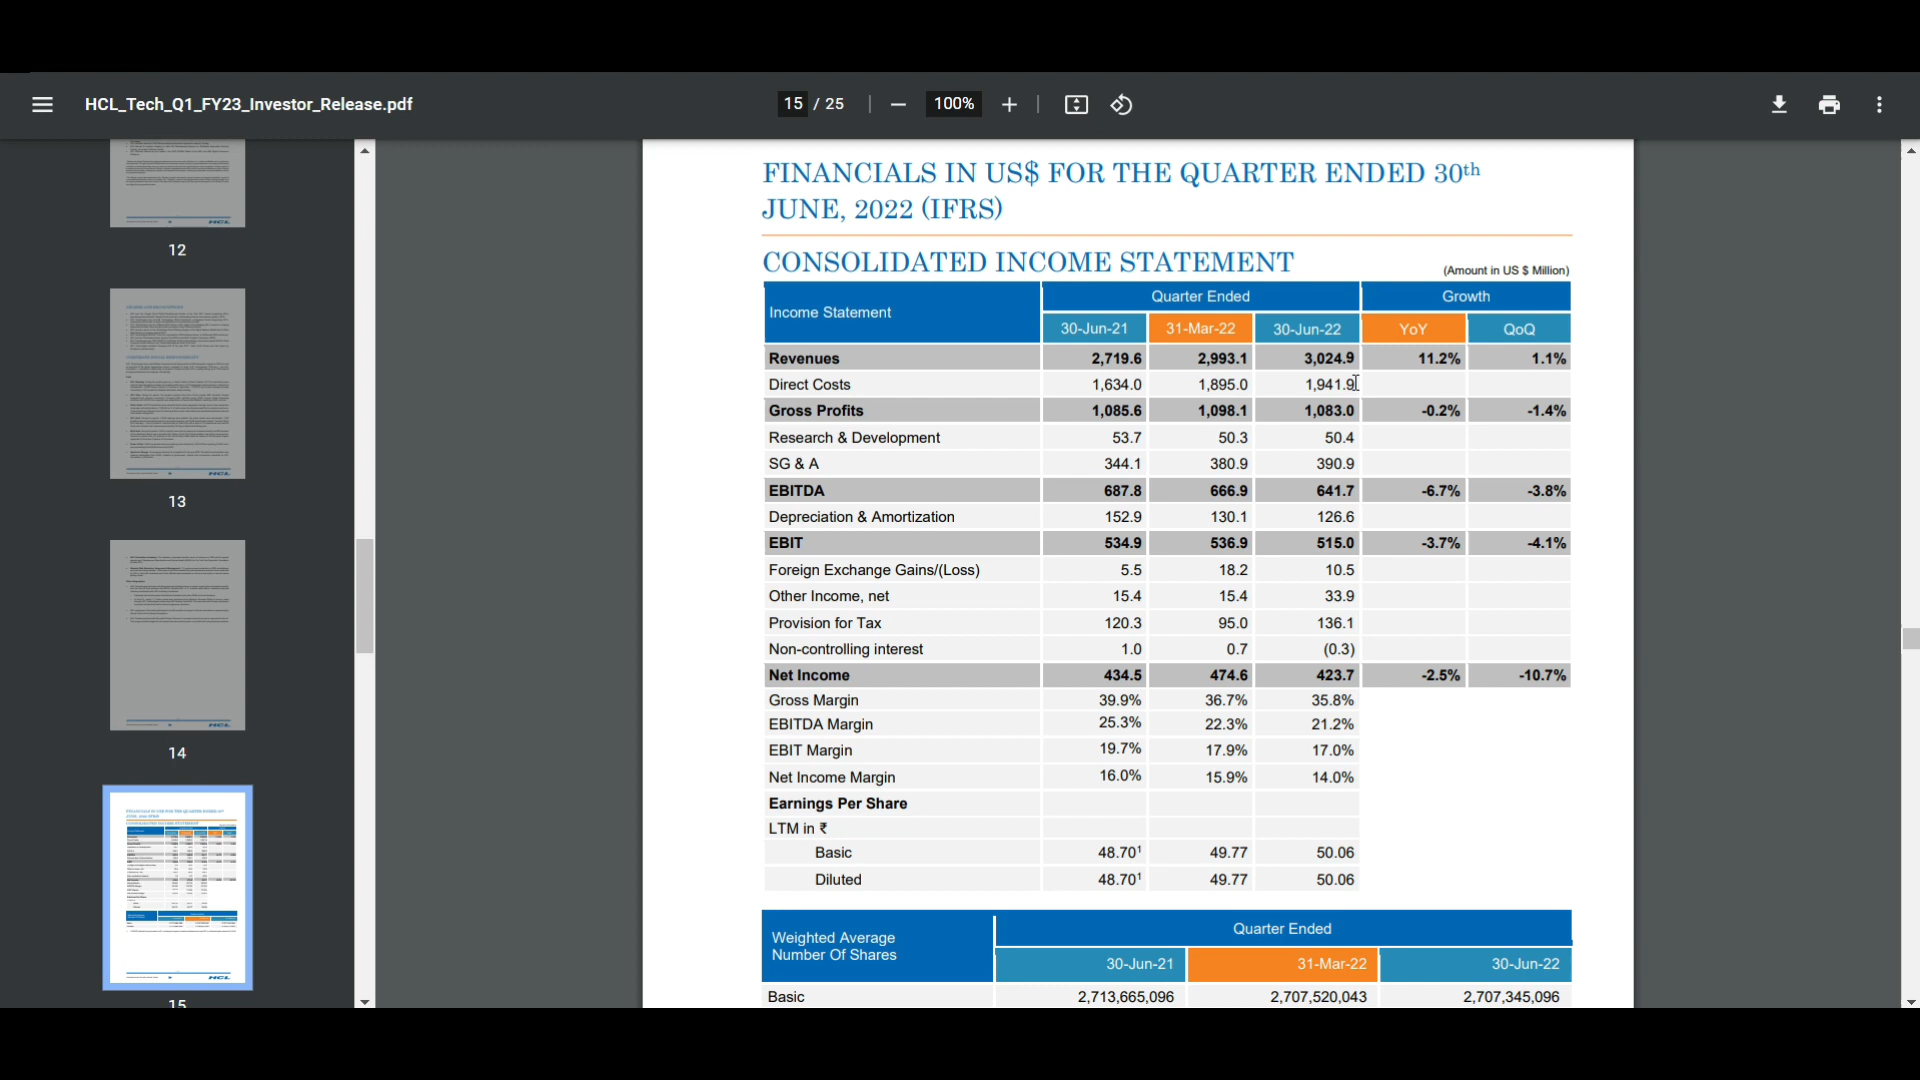 HCL_Tech_Q1_FY23_Investor_Release.pdf
15 / 25
100%
12
13
14
15
FINANCIALS IN US$ FOR THE QUARTER ENDED 30th
JUNE, 2022 (IFRS)
CONSOLIDATED INCOME STATEMENT
(Amount in US $ Million)
Income Statement Quarter Ended Growth
30-Jun-21 31-Mar-22 30-Jun-22 YoY QoQ
Revenues 2,719.6 2,993.1 3,024.9 11.2% 1.1%
Direct Costs 1,634.0 1,895.0 1,941.9
Gross Profits 1,085.6 1,098.1 1,083.0 -0.2% -1.4%
Research & Development 53.7 50.3 50.4
SG & A 344.1 380.9 390.9
EBITDA 687.8 666.9 641.7 -6.7% -3.8%
Depreciation & Amortization 152.9 130.1 126.6
EBIT 534.9 536.9 515.0 -3.7% -4.1%
Foreign Exchange Gains/(Loss) 5.5 18.2 10.5
Other Income, net 15.4 15.4 33.9
Provision for Tax 120.3 95.0 136.1
Non-controlling interest 1.0 0.7 (0.3)
Net Income 434.5 474.6 423.7 -2.5% -10.7%
Gross Margin 39.9% 36.7% 35.8%
EBITDA Margin 25.3% 22.3% 21.2%
EBIT Margin 19.7% 17.9% 17.0%
Net Income Margin 16.0% 15.9% 14.0%
Earnings Per Share
LTM in ₹
Basic 48.70¹ 49.77 50.06
Diluted 48.70¹ 49.77 50.06
Weighted Average
Number Of Shares
Quarter Ended
30-Jun-21 31-Mar-22 30-Jun-22
Basic 2,713,665,096 2,707,520,043 2,707,345,096